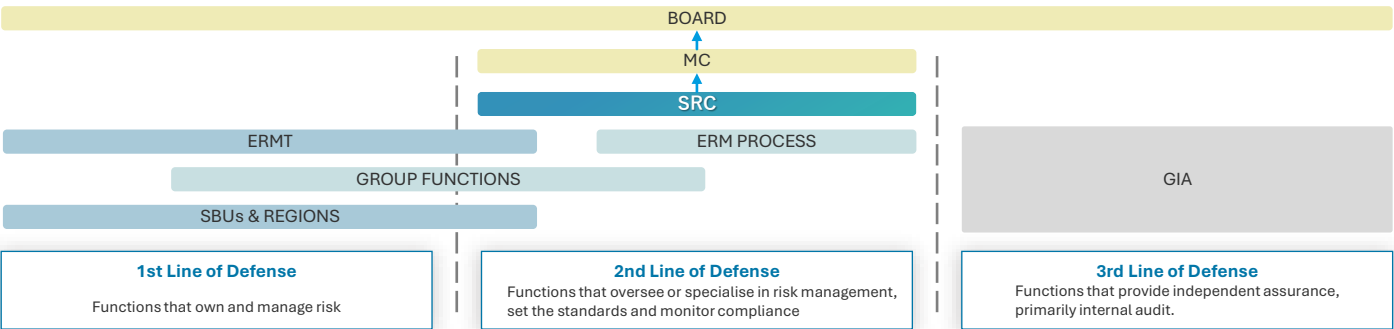 BOARD
MC
SRC
ERMT
ERM PROCESS
GROUP FUNCTIONS
GIA
SBUs & REGIONS
1st Line of Defense
Functions that own and manage risk
2nd Line of Defense
Functions that oversee or specialise in risk management,
set the standards and monitor compliance
3rd Line of Defense
Functions that provide independent assurance,
primarily internal audit.